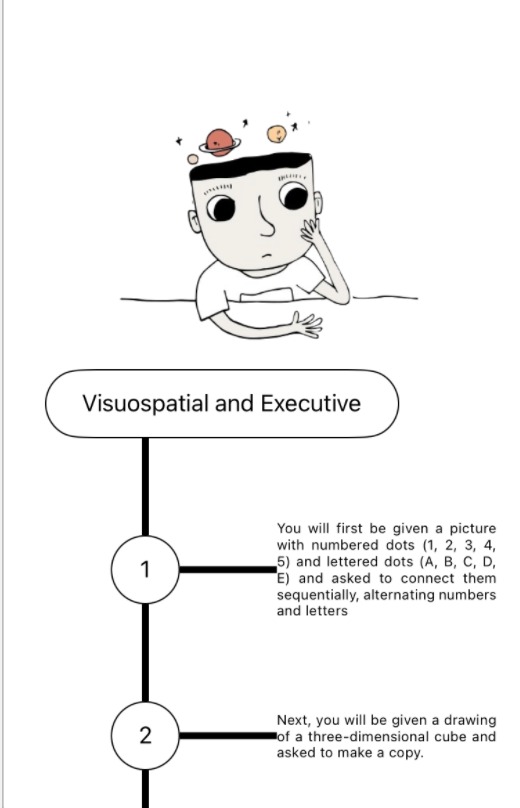 Visuospatial and Executive
1
You will first be given a picture
with numbered dots (1, 2, 3, 4,
5) and lettered dots (A, B, C, D,
E) and asked to connect them
sequentially, alternating numbers
and letters
2
Next, you will be given a drawing
of a three-dimensional cube and
asked to make a copy.